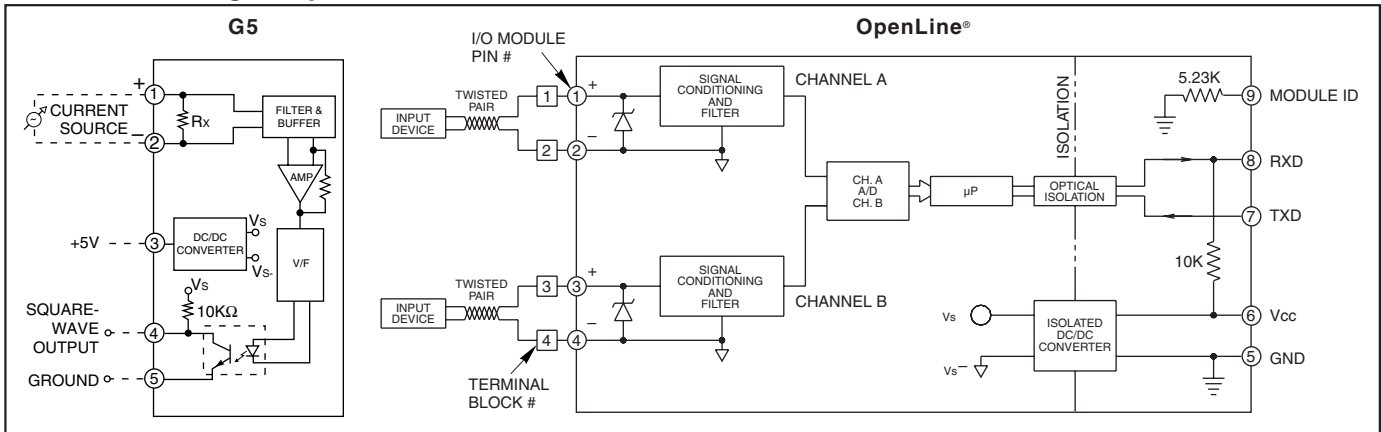 G5
+
1
CURRENT
SOURCE
−
2
Rx
FILTER &
BUFFER
AMP
+5V
3
DC/DC
CONVERTER
Vs
Vs-
V/F
Vs
10KΩ
SQUARE-
WAVE
OUTPUT
4
GROUND
5
OpenLine®
I/O MODULE
PIN #
INPUT
DEVICE
TWISTED
PAIR
1
1
+
2
2
−
SIGNAL
CONDITIONING
AND
FILTER
CHANNEL A
INPUT
DEVICE
TWISTED
PAIR
3
3
+
4
4
−
SIGNAL
CONDITIONING
AND
FILTER
CHANNEL B
TERMINAL
BLOCK #
CH. A
A/D
CH. B
µP
ISOLATION
OPTICAL
ISOLATION
5.23K
9
MODULE ID
8
RXD
7
TXD
10K
Vs
Vs−
ISOLATED
DC/DC
CONVERTER
6
Vcc
5
GND